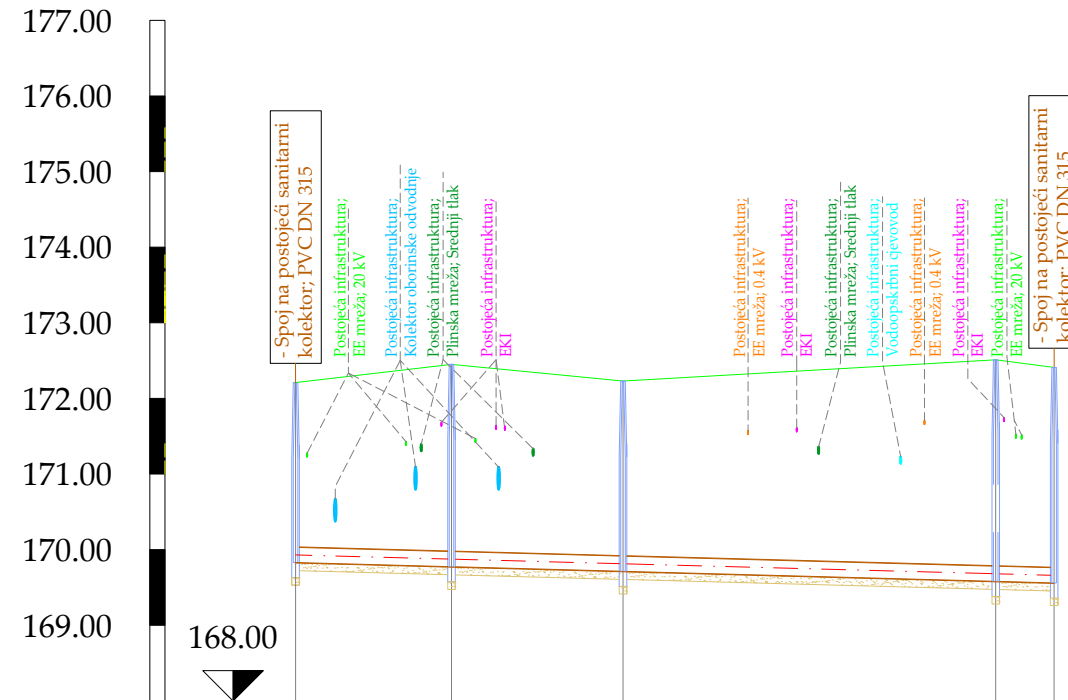 177.00
176.00
175.00
174.00
173.00
172.00
171.00
170.00
169.00
168.00
- Spoj na postojeći sanitarni
kolektor; PVC DN 315
Postojeća infrastruktura;
EE mreža; 20 kV
Postojeća infrastruktura;
Kolektor oborinske odvodnje
Postojeća infrastruktura;
Plinska mreža; Srednji tlak
Postojeća infrastruktura;
EKI
Postojeća infrastruktura;
EE mreža; 0.4 kV
Postojeća infrastruktura;
EKI
Postojeća infrastruktura;
Plinska mreža; Srednji tlak
Postojeća infrastruktura;
Vodoopskrbni cjevovod
Postojeća infrastruktura;
EE mreža; 0.4 kV
Postojeća infrastruktura;
EKI
Postojeća infrastruktura;
EE mreža; 20 kV
- Spoj na postojeći sanitarni
kolektor; PVC DN 315